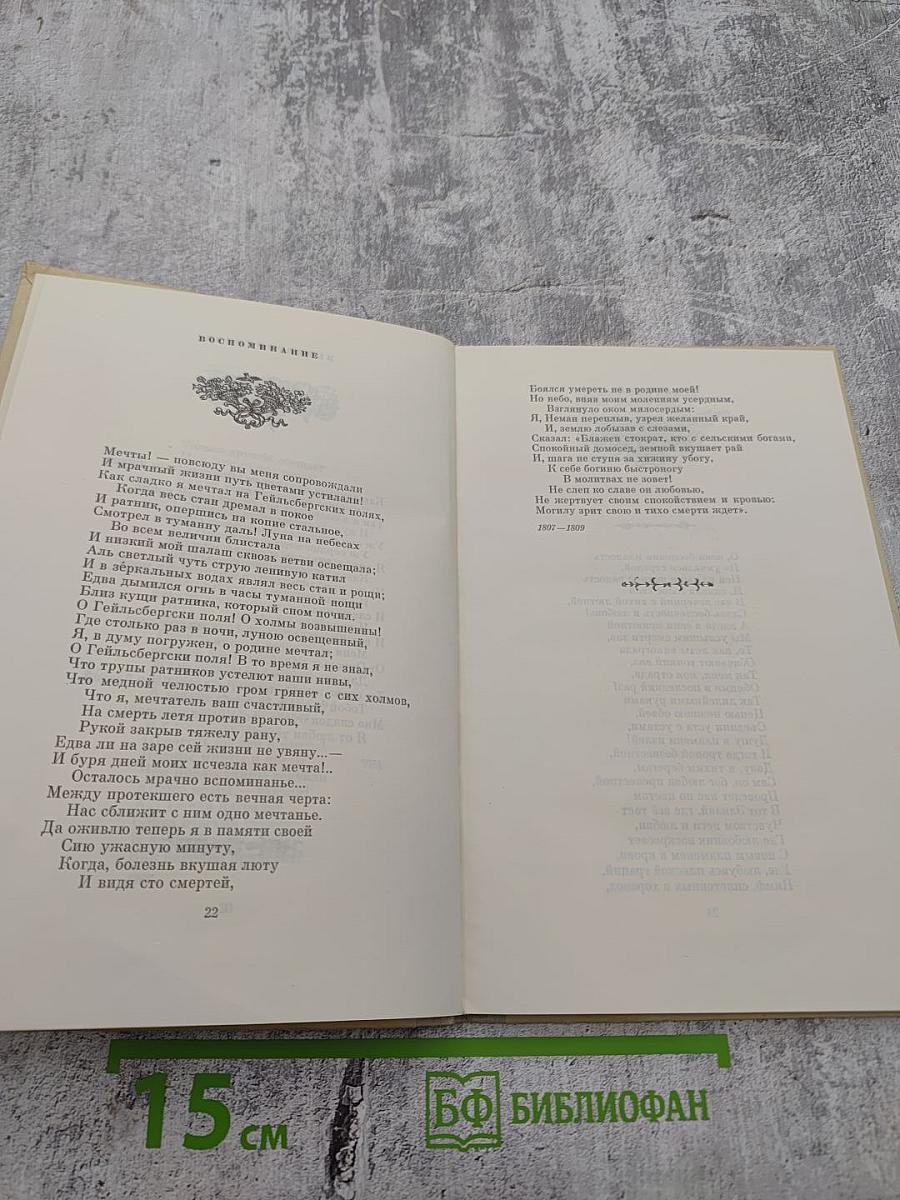 ВОСПОМИНАНИЕ
Мечты! — повсюду вы меня сопровождали
И мрачный жизни путь цветами устилали!
Как сладко я мечтал на Гейльсбергских полях,
Когда весь стан дремал в покое
И ратник, опершись на копие стальное,
Смотрел в туманну даль! Луна на небесах
Во всем величии блистала
И низкий мой шалаш сквозь ветви освещала;
Аль светлый чуть струю ленивую катил
И в зёркальных водах являл весь стан и рощи;
Едва дымился огнь в часы туманной нощи
Близ кущи ратника, который сном почил.
О Гейльсбергски поля! О холмы возвышенны!
Где столько раз в ночи, луною освещенный,
Я, в думу погружен, о родине мечтал;
О Гейльсбергски поля! В то время я не знал,
Что трупы ратников устелют ваши нивы,
Что медной челюстью гром грянет с сих холмов,
Что я, мечтатель ваш счастливый,
На смерть летя против врагов,
Рукой закрыв тяжелу рану,
Едва ли на заре сей жизни не увяну...—
И буря дней моих исчезла как мечта!..
Осталось мрачно вспоминанье...
Между протекшего есть вечная черта:
Нас сближит с ним одно мечтанье.
Да оживлю теперь я в памяти своей
Сию ужасную минуту,
Когда, болезнь вкушая люту
И видя сто смертей,
22
Боялся умереть не в родине моей!
Но небо, вняв моим молениям усердным,
Взглянуло оком милосердым:
Я, Неман переплыв, узрел желанный край,
И, землю лобызав с слезами,
Сказал: «Блажен стократ, кто с сельскими богами,
Спокойный домосед, земной вкушает рай
И, шага не ступя за хижину убогу,
К себе богиню быстроногу
В молитвах не зовет!
Не слеп ко славе он любовью,
Не жертвует своим спокойствием и кровью:
Могилу зрит свою и тихо смерти ждет».
1807—1809
15 см
БФ БИБЛИОФАН